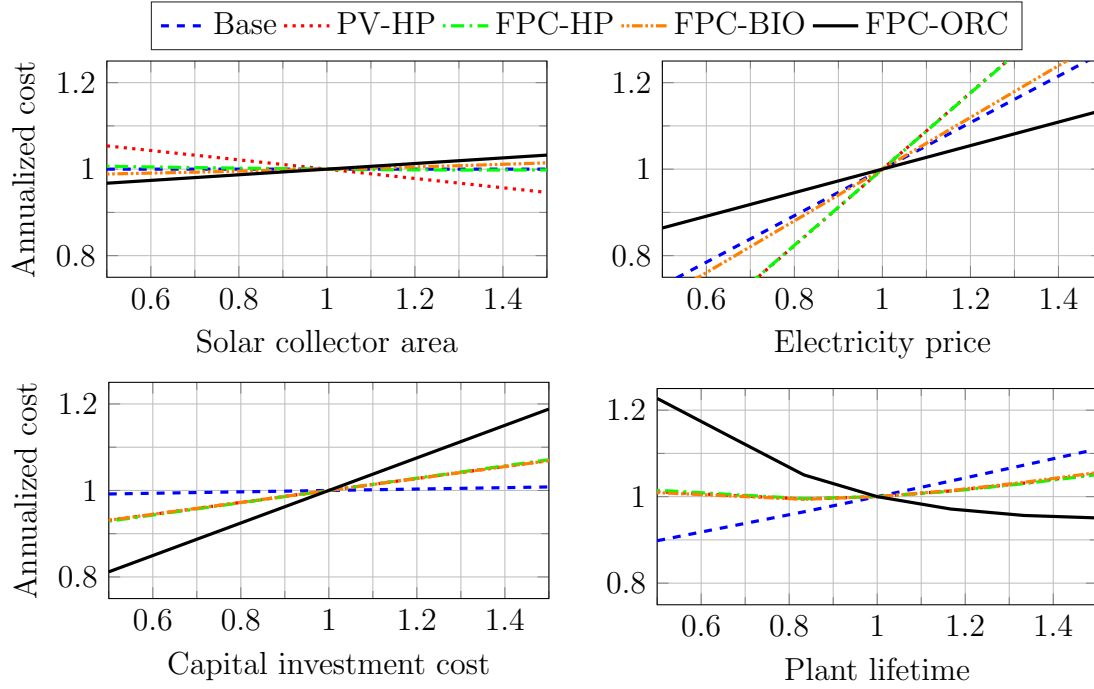 Base PV-HP FPC-HP FPC-BIO FPC-ORC
Annualized cost
1.2
1
0.8
0.6 0.8 1 1.2 1.4
Solar collector area
1.2
1
0.8
0.6 0.8 1 1.2 1.4
Electricity price
Annualized cost
1.2
1
0.8
0.6 0.8 1 1.2 1.4
Capital investment cost
1.2
1
0.8
0.6 0.8 1 1.2 1.4
Plant lifetime